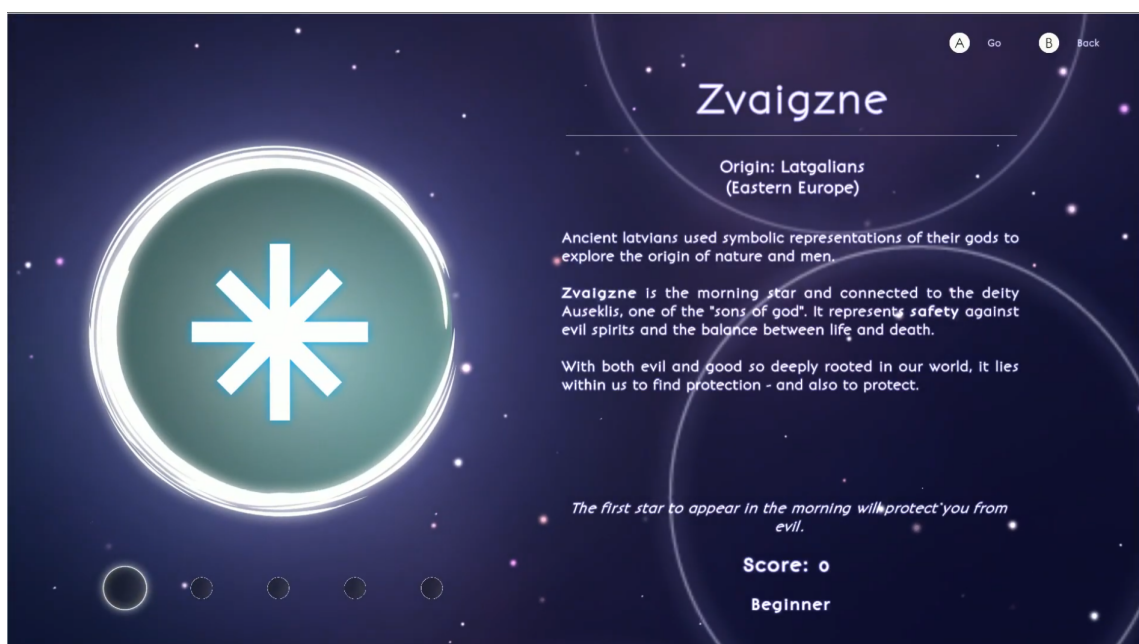 A Go B Back
Zvaigzne
Origin: Latgalians
(Eastern Europe)
Ancient latvians used symbolic representations of their gods to
explore the origin of nature and men.
Zvaigzne is the morning star and connected to the deity
Auseklis, one of the "sons of god". It represents safety against
evil spirits and the balance between life and death.
With both evil and good so deeply rooted in our world, it lies
within us to find protection - and also to protect.
The first star to appear in the morning will protect you from
evil.
Score: 0
Beginner